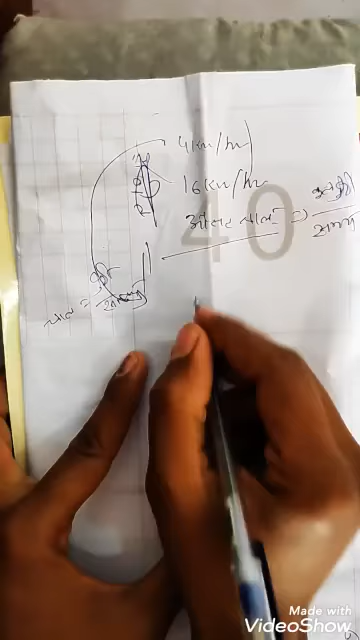 4km/hr
16km/hr
40
औसत चाल ⇒ दूरी
समय
चाल = दूरी
समय
Made with
VideoShow